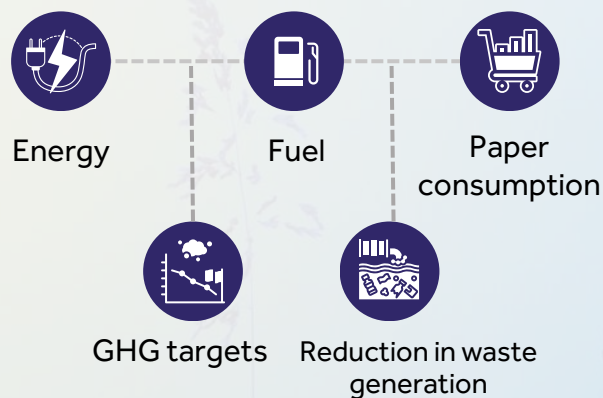 Energy
Fuel
Paper
consumption
GHG targets
Reduction in waste
generation